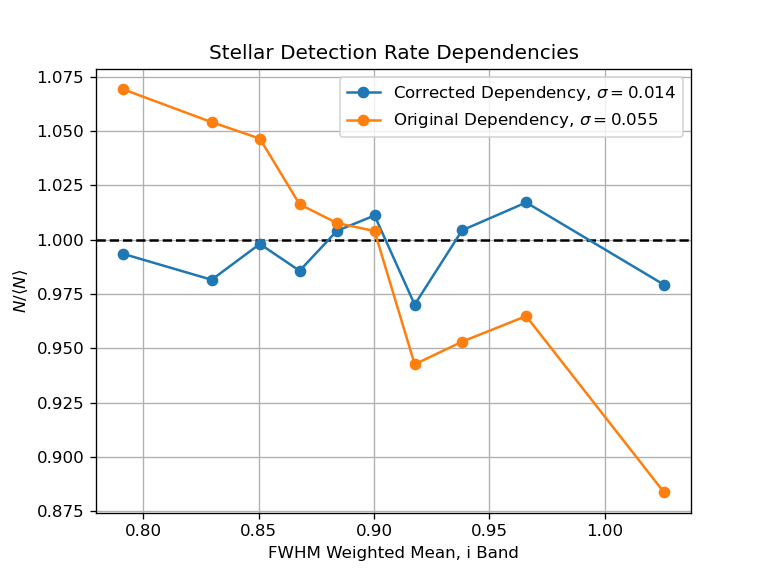 Stellar Detection Rate Dependencies
Corrected Dependency, σ = 0.014
Original Dependency, σ = 0.055
N/⟨N⟩
1.075
1.050
1.025
1.000
0.975
0.950
0.925
0.900
0.875
0.80 0.85 0.90 0.95 1.00
FWHM Weighted Mean, i Band